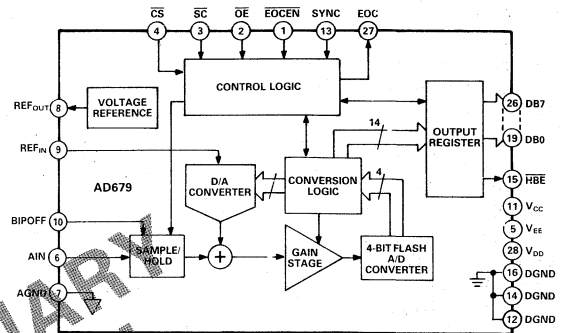 CS SC OE EOCEN SYNC EOC
4 3 2 1 13 27
CONTROL LOGIC
REFOUT 8
VOLTAGE
REFERENCE
14
OUTPUT
REGISTER
26 DB7
19 DB0
REFIN 9
D/A
CONVERTER
CONVERSION
LOGIC
4
15 HBE
AD679
11 VCC
BIPOFF 10
5 VEE
AIN 6
SAMPLE/
HOLD
+
GAIN
STAGE
4-BIT FLASH
A/D
CONVERTER
28 VDD
16 DGND
AGND 7
14 DGND
12 DGND